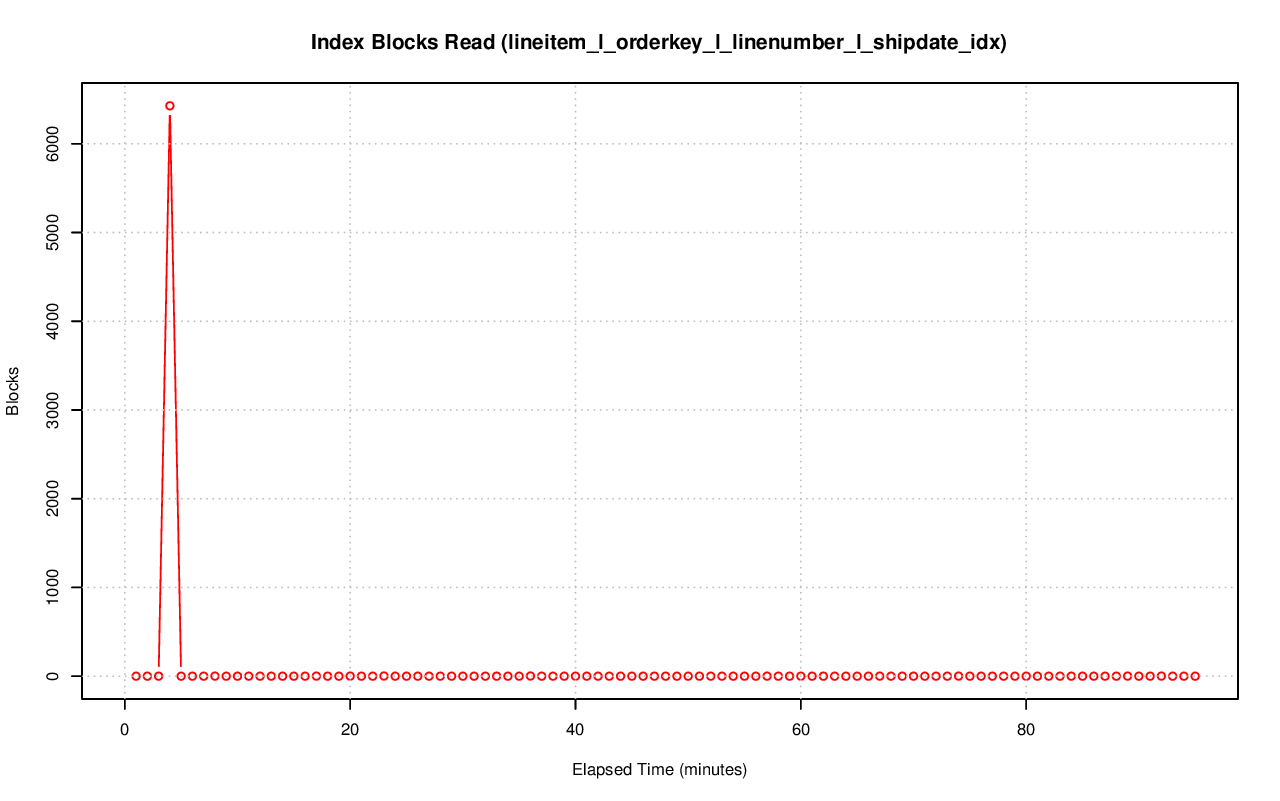 Index Blocks Read (lineitem_l_orderkey_l_linenumber_l_shipdate_idx)
Blocks
6000
5000
4000
3000
2000
1000
0
0 20 40 60 80
Elapsed Time (minutes)